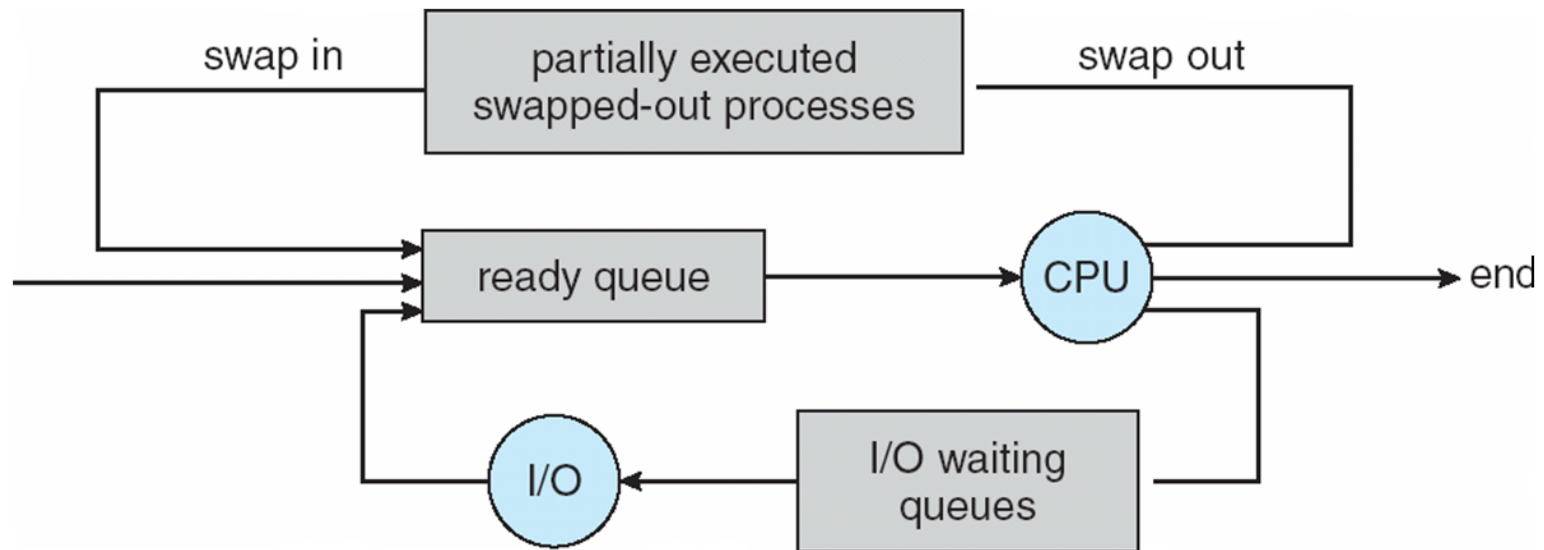 swap in
partially executed
swapped-out processes
swap out
ready queue
CPU
end
I/O
I/O waiting
queues